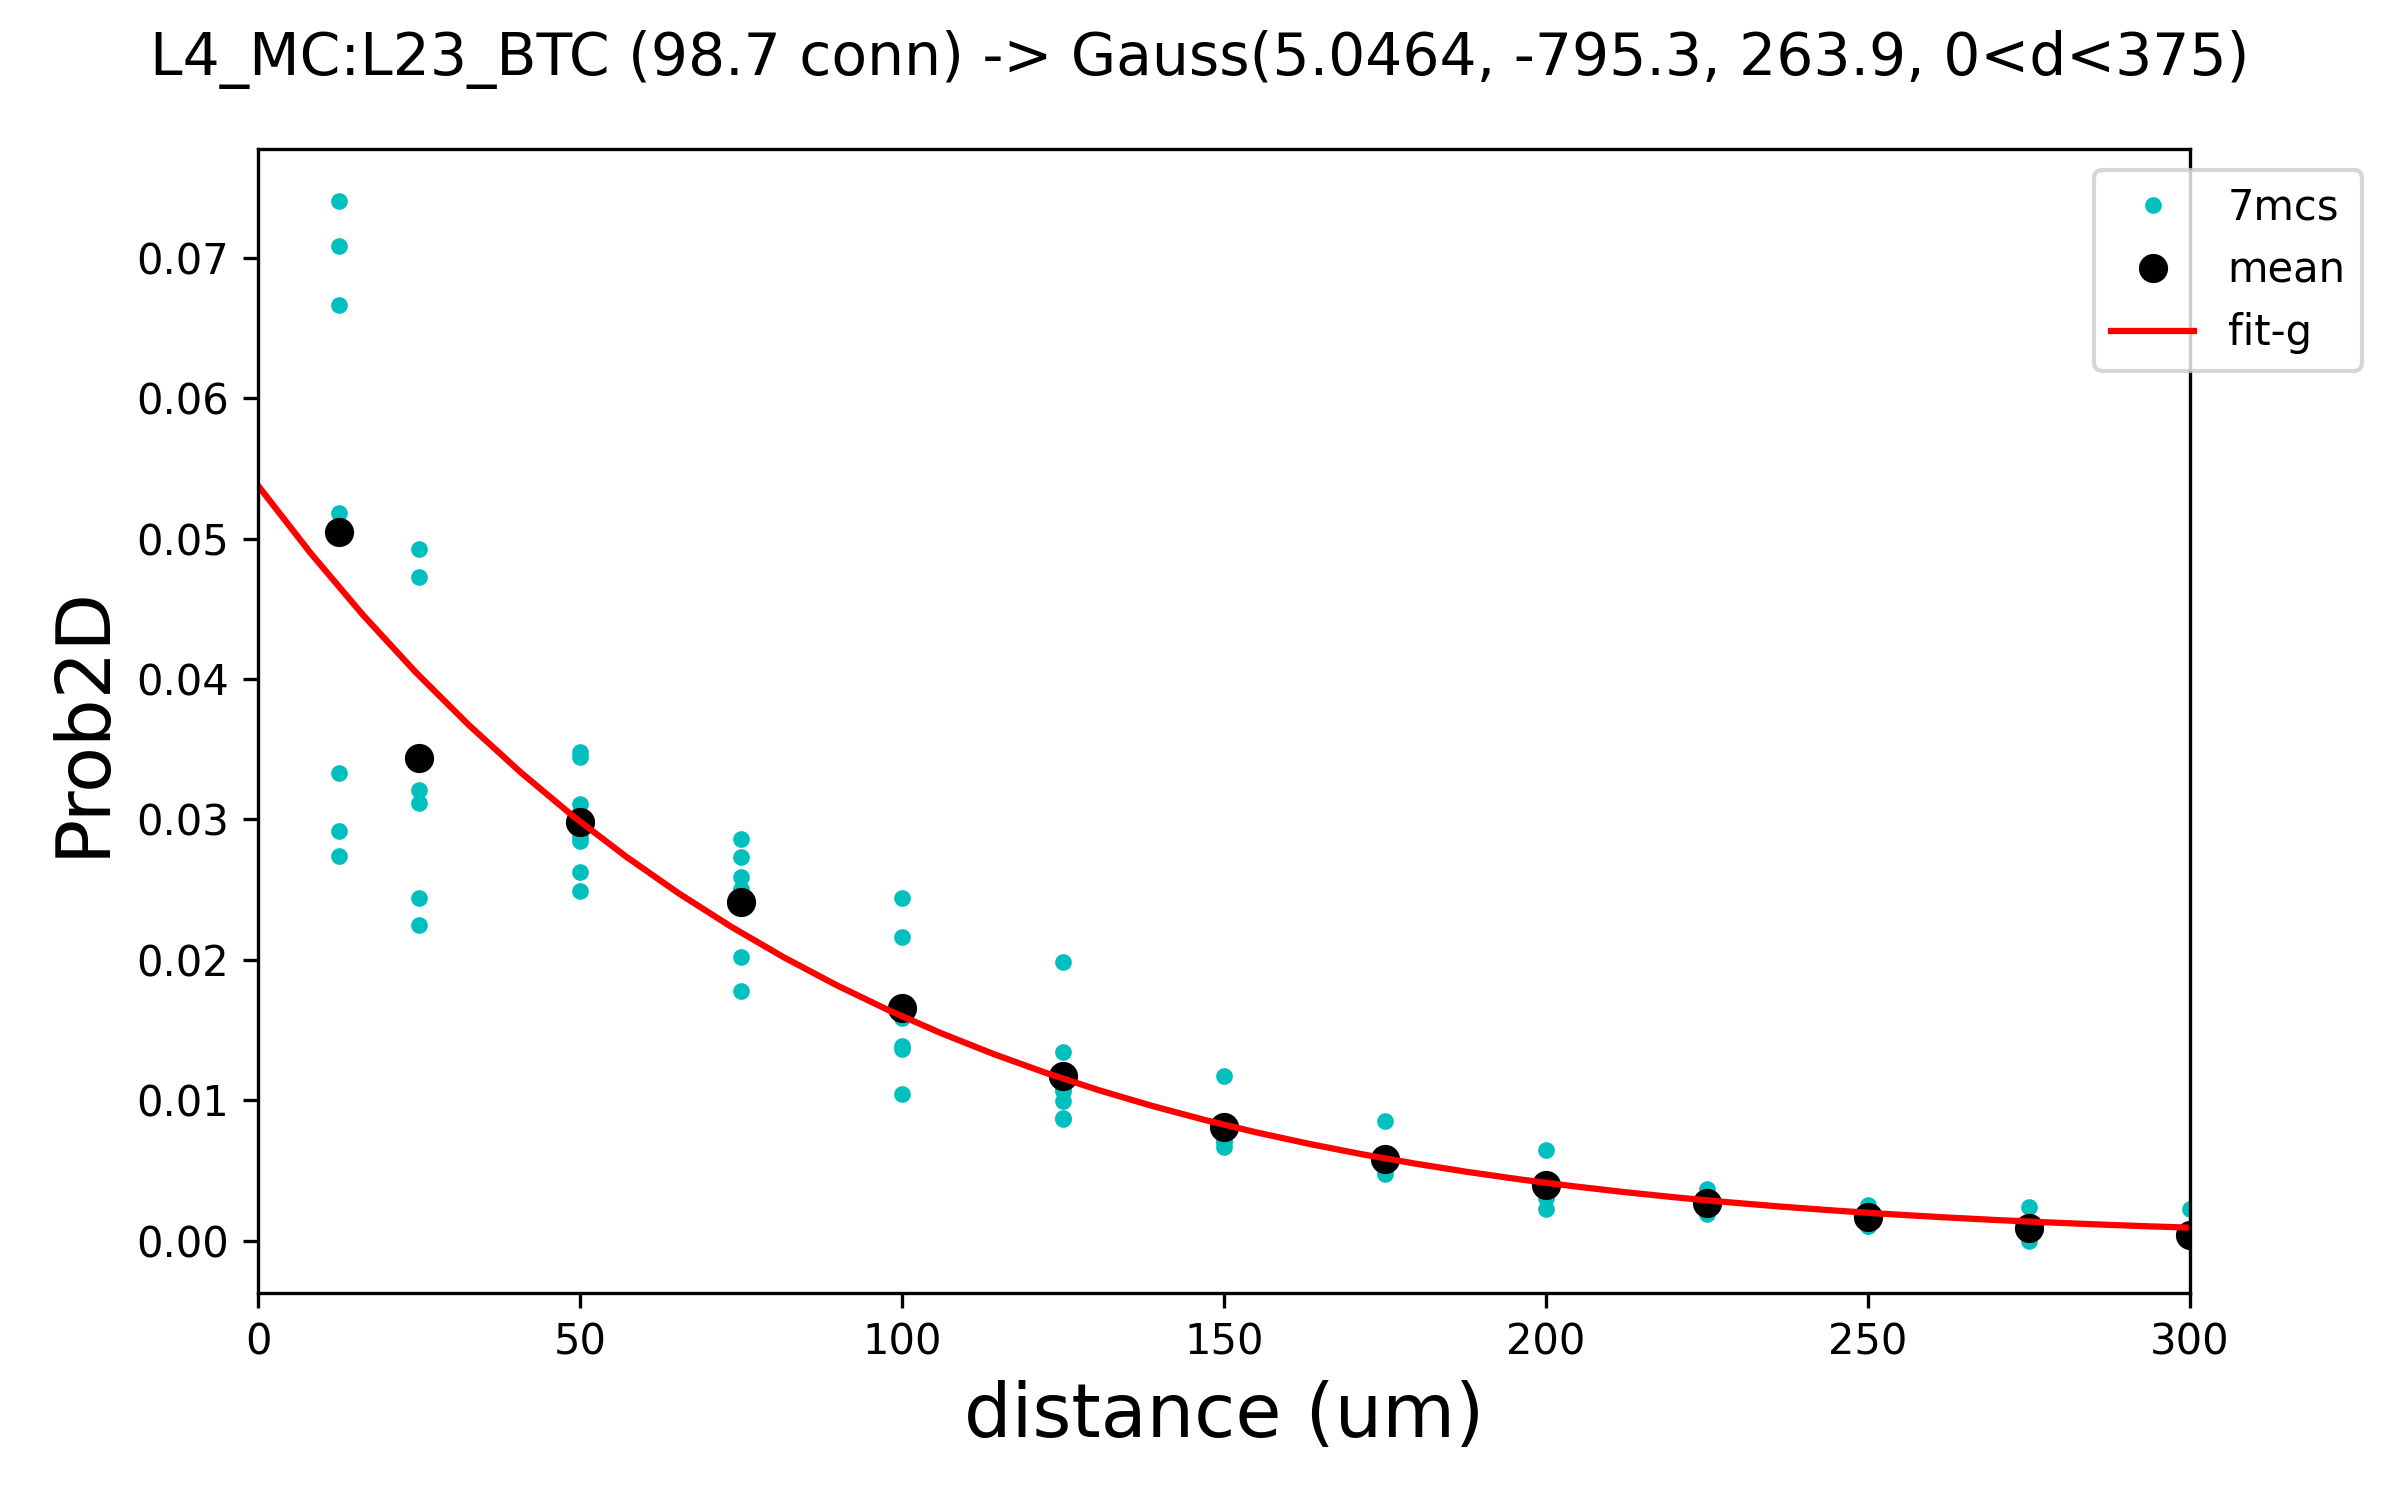 L4_MC:L23_BTC (98.7 conn) -> Gauss(5.0464, -795.3, 263.9, 0<d<375)
7mcs
mean
fit-g
Prob2D
0.07
0.06
0.05
0.04
0.03
0.02
0.01
0.00
0 50 100 150 200 250 300
distance (um)